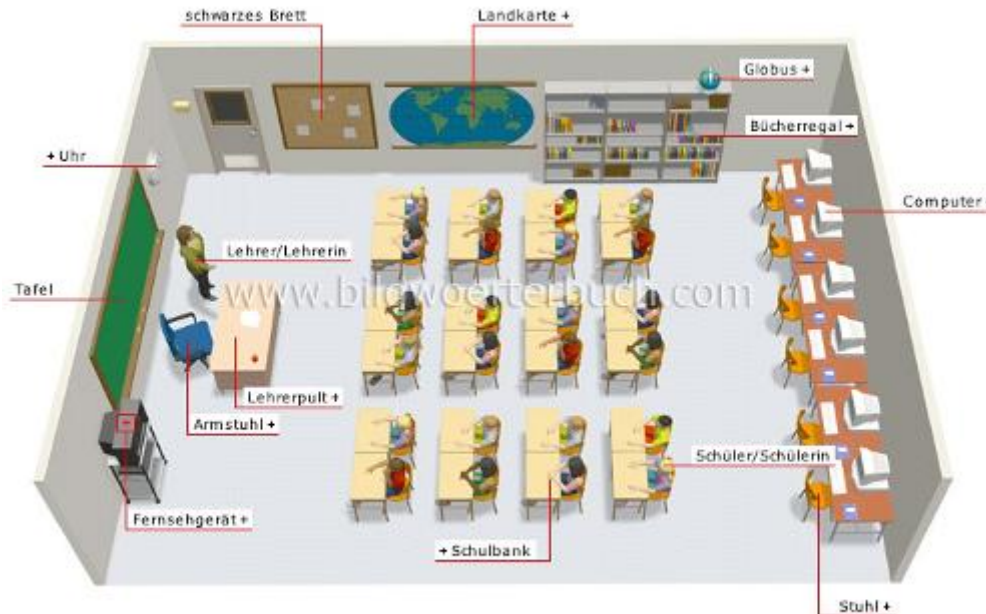 schwarzes Brett
Landkarte +
Globus +
Bücherregal +
+ Uhr
Computer
Lehrer/Lehrerin
Tafel
www.bildwoerterbuch.com
Lehrerpult +
Armstuhl +
Schüler/Schülerin
Fernsehgerät +
+ Schulbank
Stuhl +